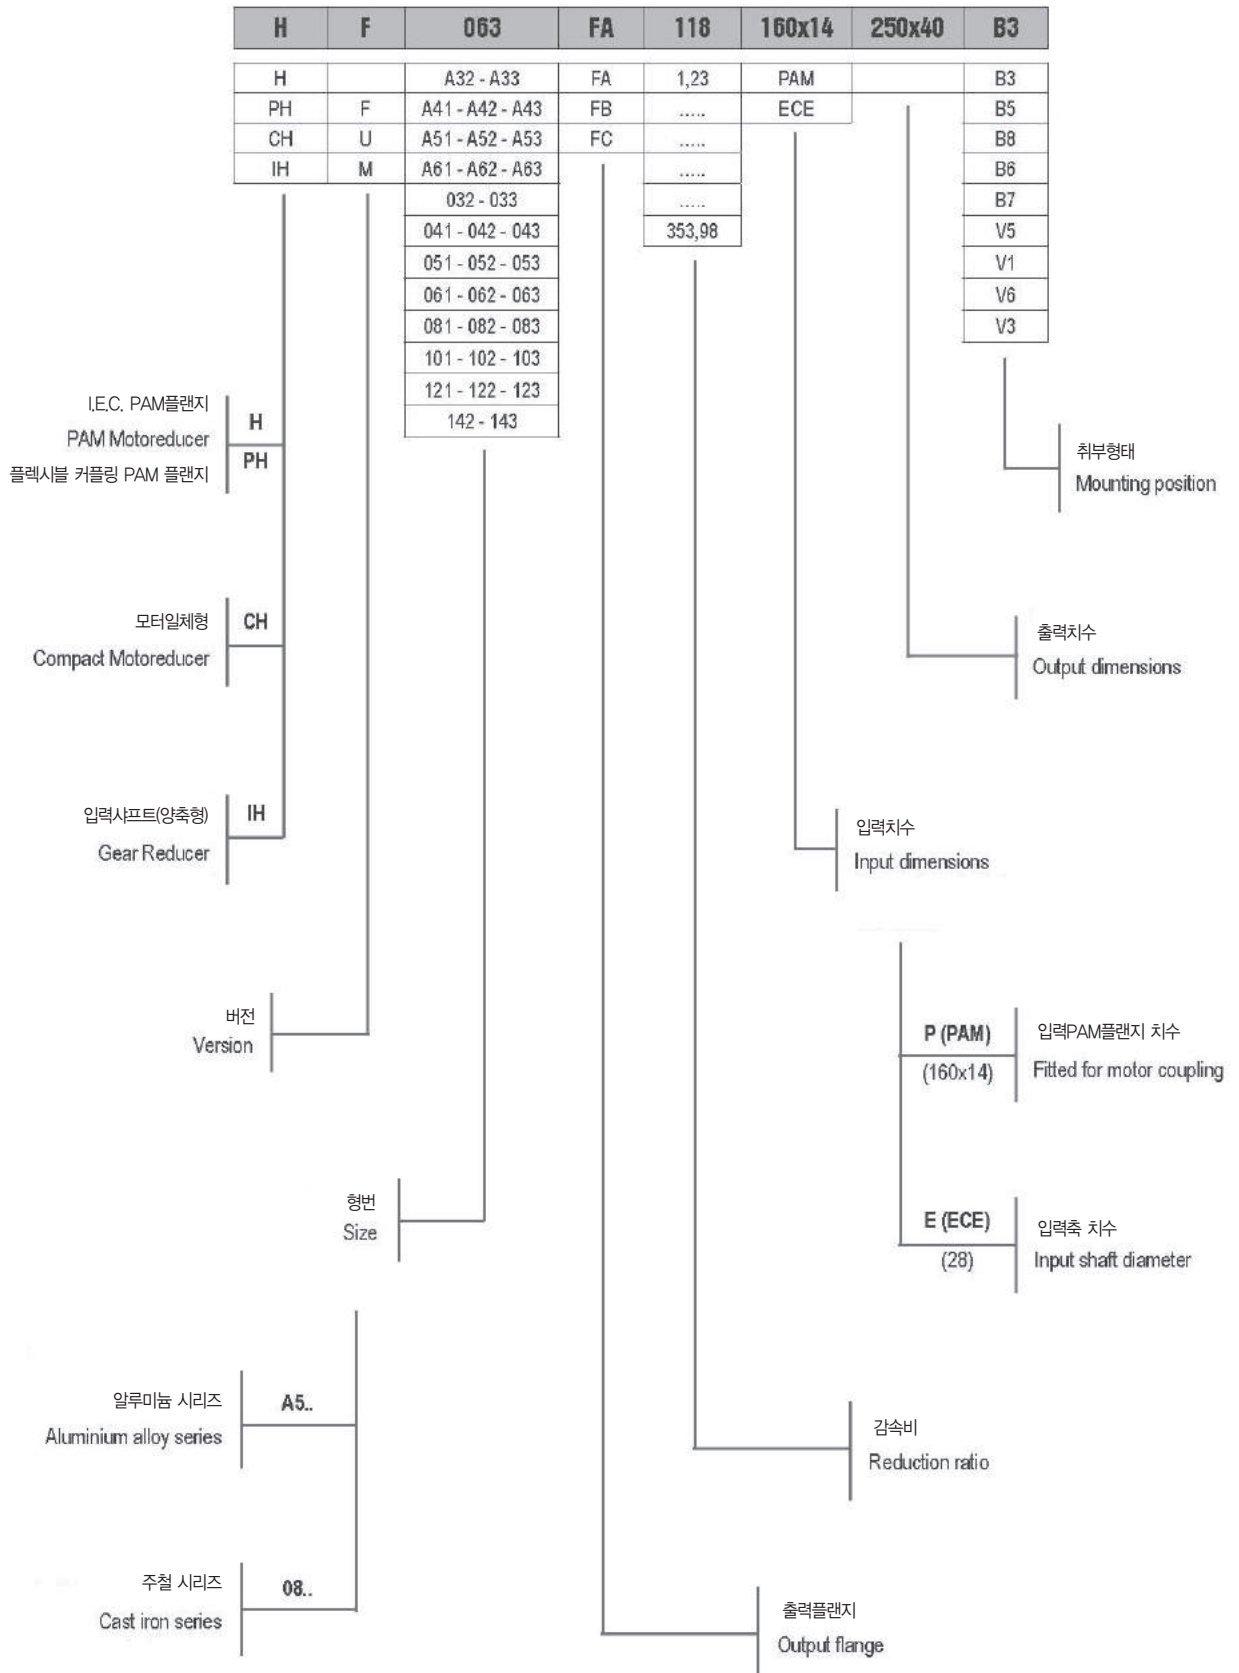 H F 063 FA 118 160x14 250x40 B3
H A32 - A33 FA 1,23 PAM B3
PH F A41 - A42 - A43 FB ..... ECE B5
CH U A51 - A52 - A53 FC ..... B8
IH M A61 - A62 - A63 ..... B6
032 - 033 ..... B7
041 - 042 - 043 353,98 V5
051 - 052 - 053 V1
061 - 062 - 063 V6
081 - 082 - 083 V3
101 - 102 - 103
121 - 122 - 123
142 - 143
I.E.C. PAM플랜지
PAM Motoreducer
플렉시블 커플링 PAM 플랜지
H
PH
취부형태
Mounting position
모터일체형
Compact Motoreducer
CH
출력치수
Output dimensions
입력샤프트(양축형)
Gear Reducer
IH
입력치수
Input dimensions
버전
Version
P (PAM)
(160x14)
입력PAM플랜지 치수
Fitted for motor coupling
형번
Size
E (ECE)
(28)
입력축 치수
Input shaft diameter
알루미늄 시리즈
Aluminium alloy series
A5..
감속비
Reduction ratio
주철 시리즈
Cast iron series
08..
출력플랜지
Output flange